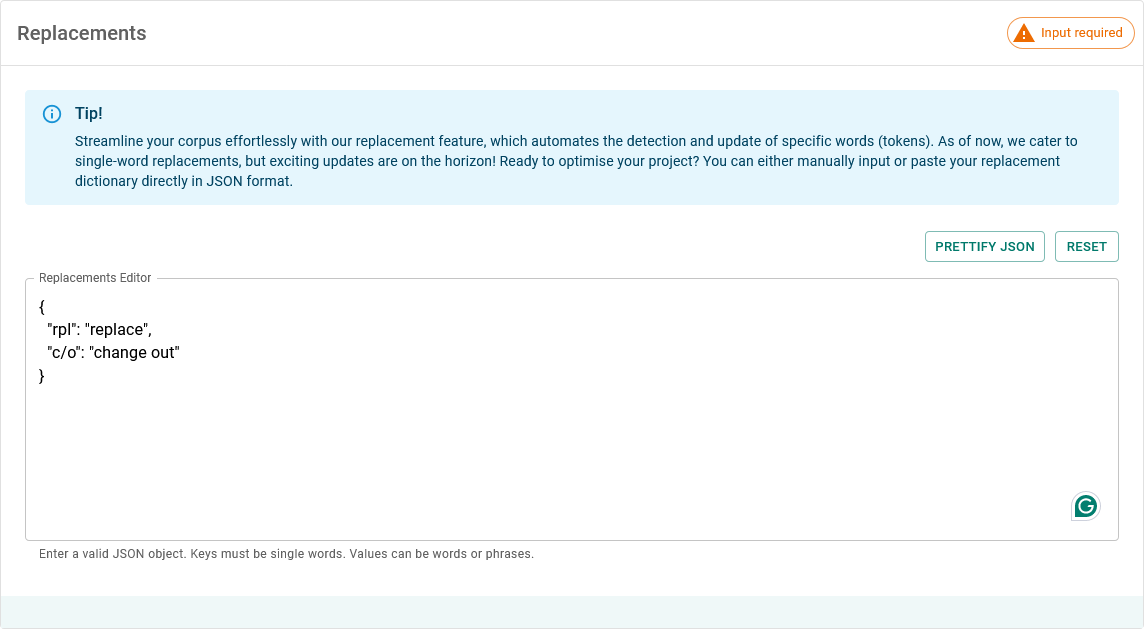 Replacements
Input required
Tip!
Streamline your corpus effortlessly with our replacement feature, which automates the detection and update of specific words (tokens). As of now, we cater to
single-word replacements, but exciting updates are on the horizon! Ready to optimise your project? You can either manually input or paste your replacement
dictionary directly in JSON format.
PRETTIFY JSON
RESET
Replacements Editor
{
  "rpl": "replace",
  "c/o": "change out"
}
Enter a valid JSON object. Keys must be single words. Values can be words or phrases.